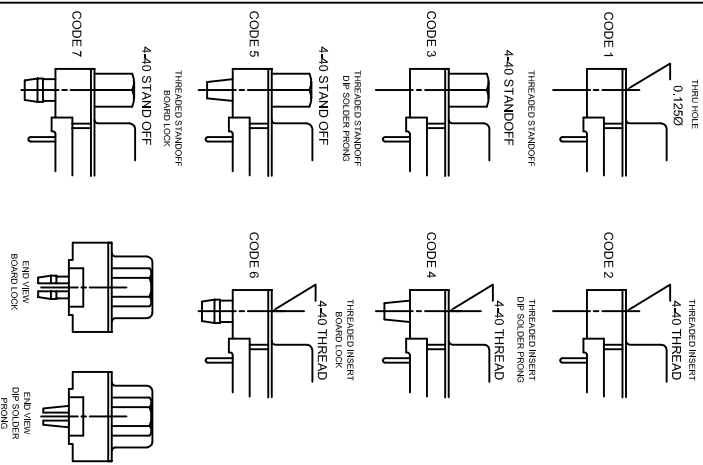 THRU HOLE
0.125Ø
CODE 1
THREADED INSERT
4-40 THREAD
CODE 2
THREADED STANDOFF
4-40 STANDOFF
CODE 3
THREADED INSERT
DIP SOLDER PRONG
4-40 THREAD
CODE 4
THREADED STANDOFF
DIP SOLDER PRONG
4-40 STAND OFF
CODE 5
THREADED INSERT
BOARD LOCK
4-40 THREAD
CODE 6
THREADED STANDOFF
BOARD LOCK
4-40 STAND OFF
CODE 7
END VIEW
BOARD LOCK
END VIEW
DIP SOLDER
PRONG